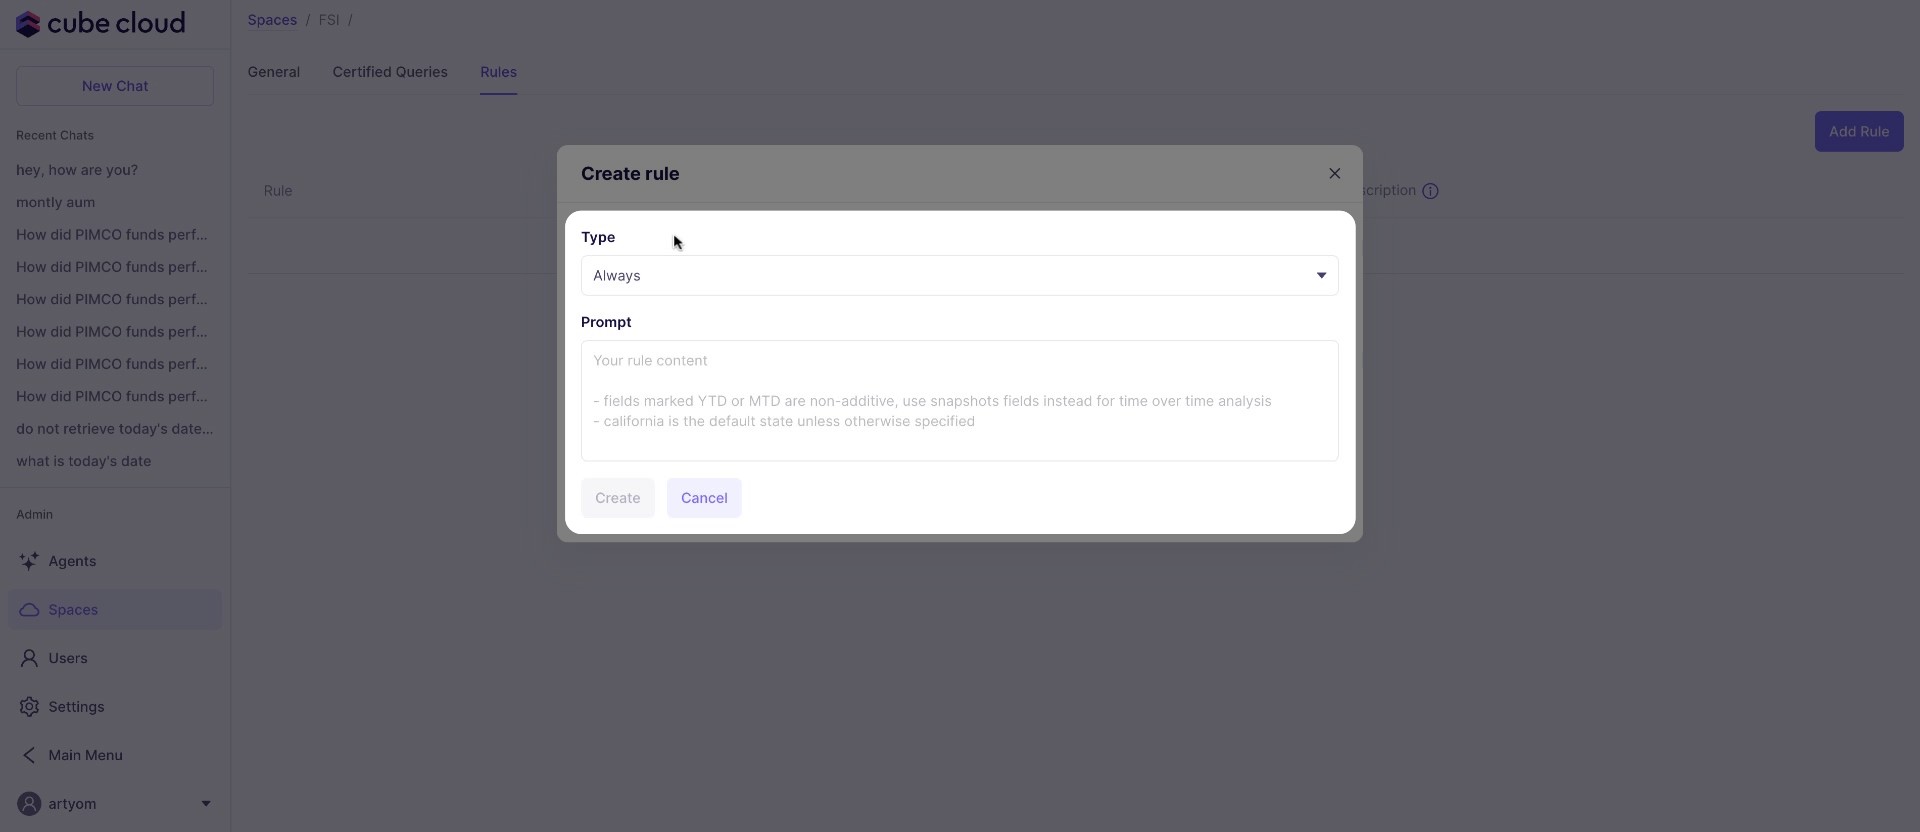 cube cloud
New Chat
Recent Chats
hey, how are you?
montly aum
How did PIMCO funds perf...
How did PIMCO funds perf...
How did PIMCO funds perf...
How did PIMCO funds perf...
How did PIMCO funds perf...
How did PIMCO funds perf...
do not retrieve today's date...
what is today's date
Admin
Agents
Spaces
Users
Settings
Main Menu
artyom
Spaces / FSI /
General Certified Queries Rules
Add Rule
Rule
scription
Create rule
Type
Always
Prompt
Your rule content
- fields marked YTD or MTD are non-additive, use snapshots fields instead for time over time analysis
- california is the default state unless otherwise specified
Create Cancel